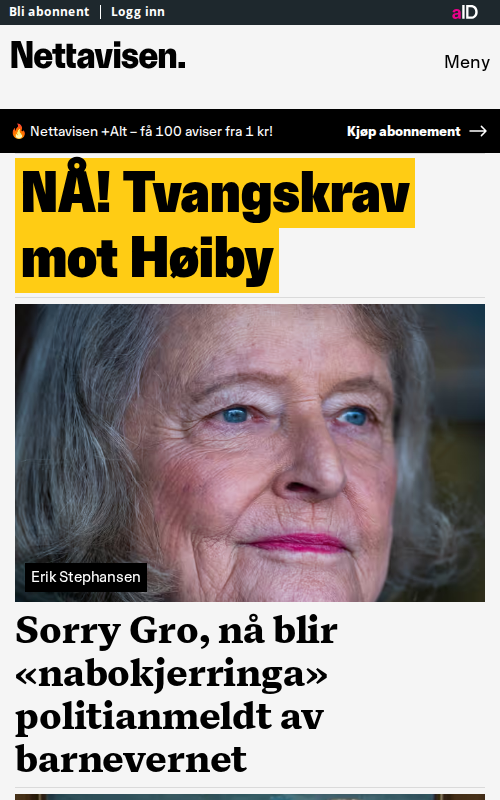 Bli abonnent | Logg inn
aID
Nettavisen.
Meny
🔥 Nettavisen +Alt – få 100 aviser fra 1 kr!
Kjøp abonnement →
NÅ! Tvangskrav
mot Høiby
Erik Stephansen
Sorry Gro, nå blir
«nabokjerringa»
politianmeldt av
barnevernet